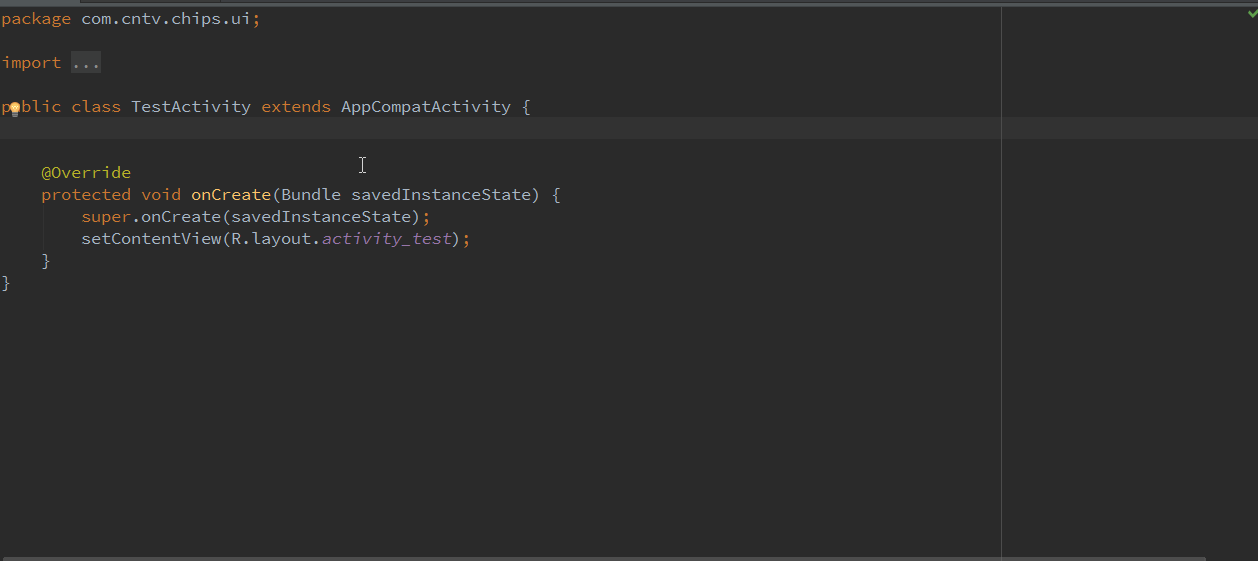 package com.cntv.chips.ui;
import ...
public class TestActivity extends AppCompatActivity {
@Override
protected void onCreate(Bundle savedInstanceState) {
super.onCreate(savedInstanceState);
setContentView(R.layout.activity_test);
}
}